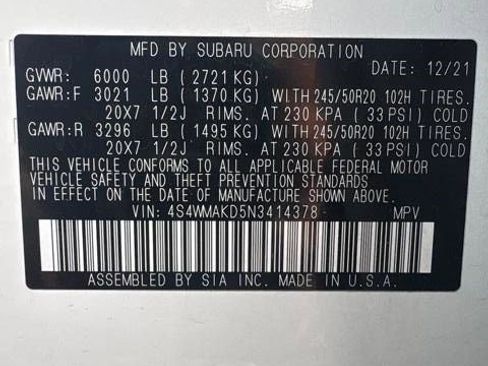 MFD BY SUBARU CORPORATION
DATE: 12/21
GVWR: 6000 LB (2721 KG)
GAWR:F 3021 LB (1370 KG) WITH 245/50R20 102H TIRES.
20X7 1/2J RIMS. AT 230 KPA (33 PSI) COLD
GAWR:R 3296 LB (1495 KG) WITH 245/50R20 102H TIRES.
20X7 1/2J RIMS. AT 230 KPA (33 PSI) COLD
THIS VEHICLE CONFORMS TO ALL APPLICABLE FEDERAL MOTOR
VEHICLE SAFETY AND THEFT PREVENTION STANDARDS
IN EFFECT ON THE DATE OF MANUFACTURE SHOWN ABOVE.
VIN: 4S4WMAKD5N3414378 MPV
ASSEMBLED BY SIA INC. MADE IN U.S.A.